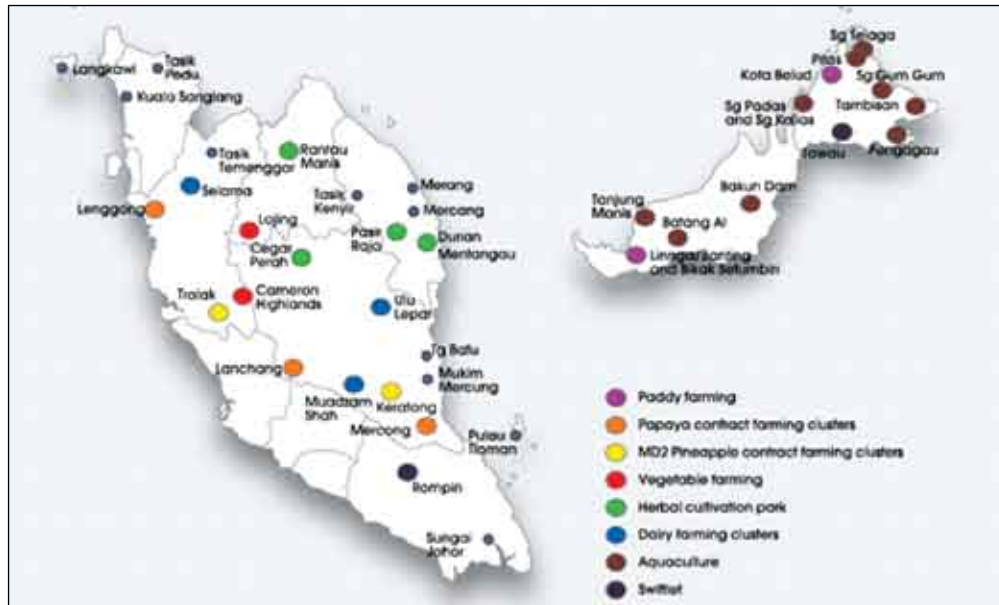 Langkawi
Tasik
Pedu
Kuala Sanglang
Tasik
Temenggor
Rantau
Manis
Selama
Lenggong
Tasik
Kenyir
Merang
Mercang
Lojing
Pasir
Raja
Durian
Mentangau
Cegar
Perah
Cameron
Highlands
Trolak
Ulu
Lepar
Tg Batu
Lanchang
Mukim
Mercung
Muadzam
Shah
Keratong
Mercong
Pulau
Tioman
Rompin
Sungai
Johor
Pitas
Kota Belud
Sg Gum Gum
Sg Padas
and Sg Kalias
Tambisan
Tawau
Pengagau
Bakun Dam
Tanjung
Manis
Batang Ai
Paddy farming
Papaya contract farming clusters
MD2 Pineapple contract farming clusters
Vegetable farming
Herbal cultivation park
Dairy farming clusters
Aquaculture